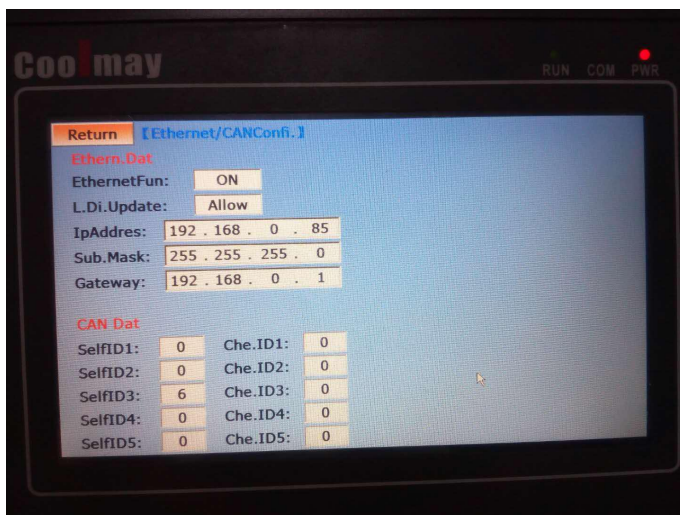 Coolmay
RUN COM PWR
Return 【Ethernet/CANConfi.】
Ethern.Dat
EthernetFun: ON
L.Di.Update: Allow
IpAddres: 192 . 168 . 0 . 85
Sub.Mask: 255 . 255 . 255 . 0
Gateway: 192 . 168 . 0 . 1
CAN Dat
SelfID1: 0 Che.ID1: 0
SelfID2: 0 Che.ID2: 0
SelfID3: 6 Che.ID3: 0
SelfID4: 0 Che.ID4: 0
SelfID5: 0 Che.ID5: 0